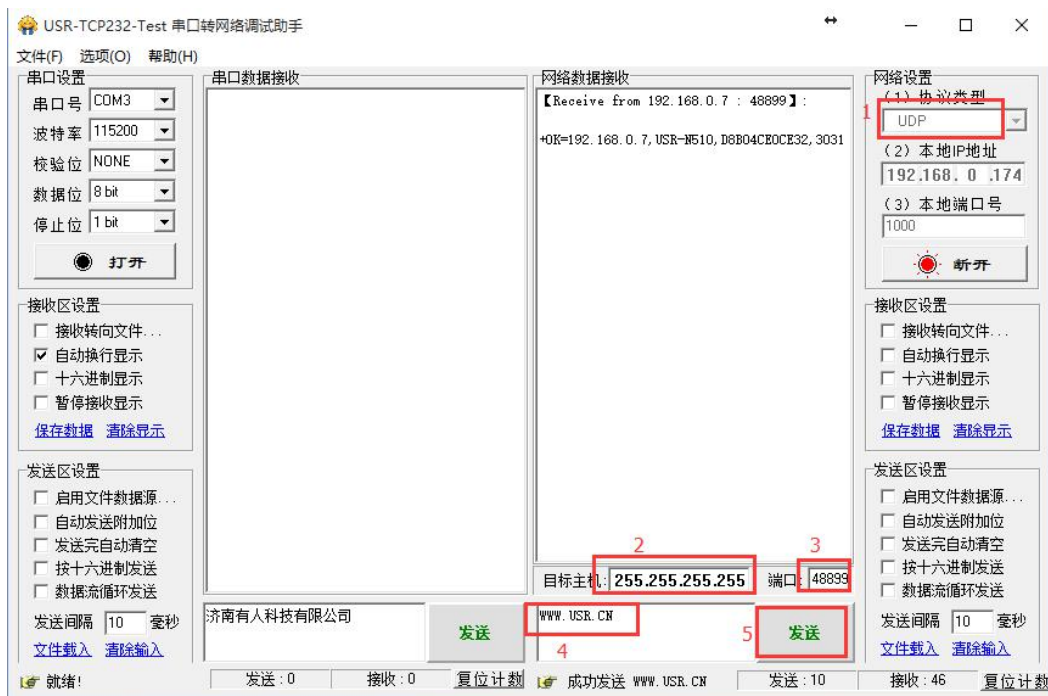 USR-TCP232-Test 串口转网络调试助手
文件(F) 选项(O) 帮助(H)
串口设置
串口号 COM3
波特率 115200
校验位 NONE
数据位 8 bit
停止位 1 bit
打开
接收区设置
接收转向文件...
自动换行显示
十六进制显示
暂停接收显示
保存数据 清除显示
发送区设置
启用文件数据源...
自动发送附加位
发送完自动清空
按十六进制发送
数据流循环发送
发送间隔 10 毫秒
文件载入 清除输入
串口数据接收
济南有人科技有限公司
发送
网络数据接收
【Receive from 192.168.0.7 : 48899】:
+OK=192.168.0.7,USR-N510,D8B04CE0CE32,3031
2
3
目标主机: 255.255.255.255 端口: 48899
WWW.USR.CN
4
5
发送
网络设置
(1) 协议类型
1
UDP
(2) 本地IP地址
192.168. 0 .174
(3) 本地端口号
1000
断开
接收区设置
接收转向文件...
自动换行显示
十六进制显示
暂停接收显示
保存数据 清除显示
发送区设置
启用文件数据源...
自动发送附加位
发送完自动清空
按十六进制发送
数据流循环发送
发送间隔 10 毫秒
文件载入 清除输入
就绪! 发送:0 接收:0 复位计数 成功发送 WWW.USR.CN 发送:10 接收:46 复位计数